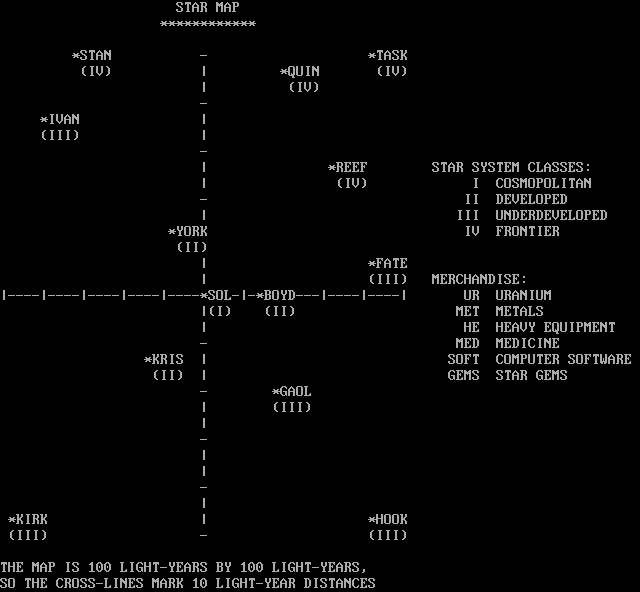 STAR MAP
************
*STAN - *TASK
(IV) | *QUIN (IV)
| (IV)
-
*IVAN |
(III) |
-
| *REEF STAR SYSTEM CLASSES:
| (IV) I COSMOPOLITAN
- II DEVELOPED
| III UNDERDEVELOPED
*YORK IV FRONTIER
(II) |
| *FATE
| (III) MERCHANDISE:
|----|----|----|----|----*SOL-|-*BOYD---|----|----| UR URANIUM
|(I) (II) MET METALS
| HE HEAVY EQUIPMENT
- MED MEDICINE
*KRIS | SOFT COMPUTER SOFTWARE
(II) | GEMS STAR GEMS
- *GAOL
| (III)
|
-
|
|
-
|
*KIRK | *HOOK
(III) - (III)
THE MAP IS 100 LIGHT-YEARS BY 100 LIGHT-YEARS,
SO THE CROSS-LINES MARK 10 LIGHT-YEAR DISTANCES